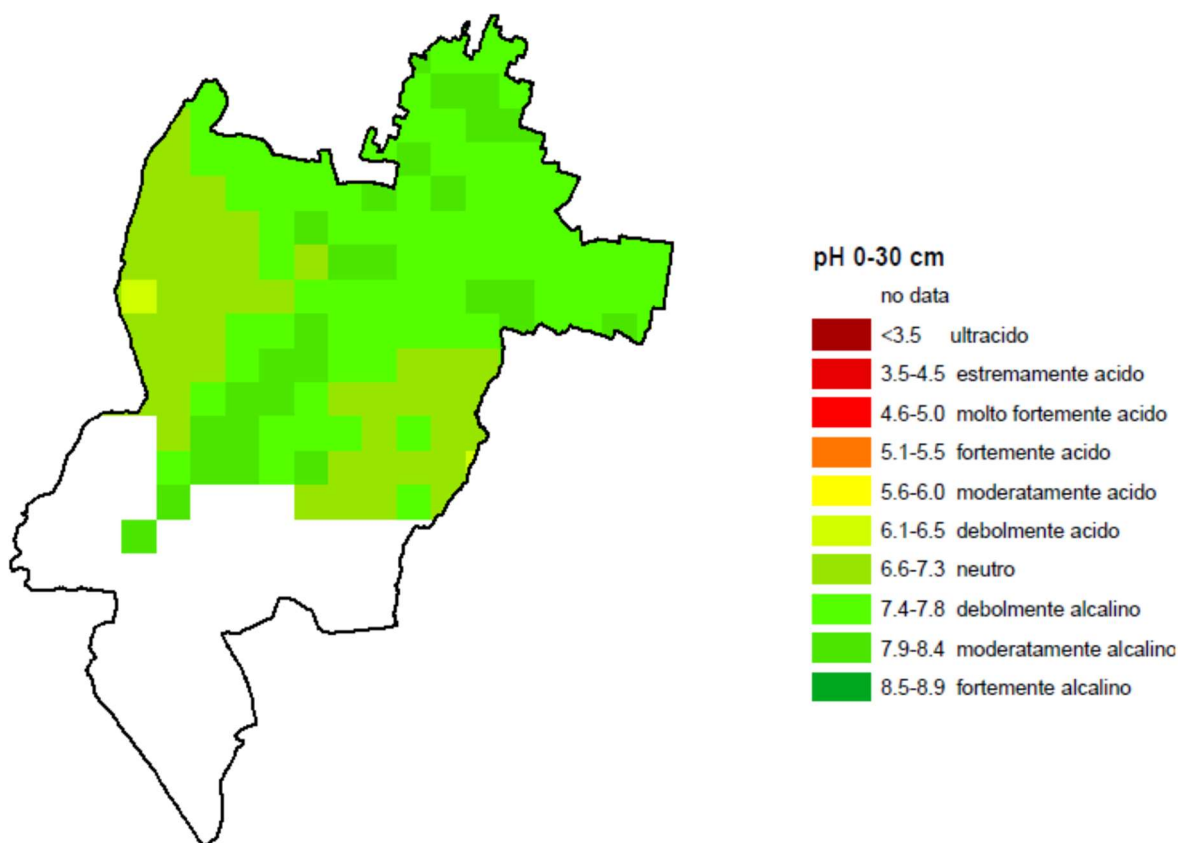 pH 0-30 cm
no data
<3.5 ultracido
3.5-4.5 estremamente acido
4.6-5.0 molto fortemente acido
5.1-5.5 fortemente acido
5.6-6.0 moderatamente acido
6.1-6.5 debolmente acido
6.6-7.3 neutro
7.4-7.8 debolmente alcalino
7.9-8.4 moderatamente alcalino
8.5-8.9 fortemente alcalino